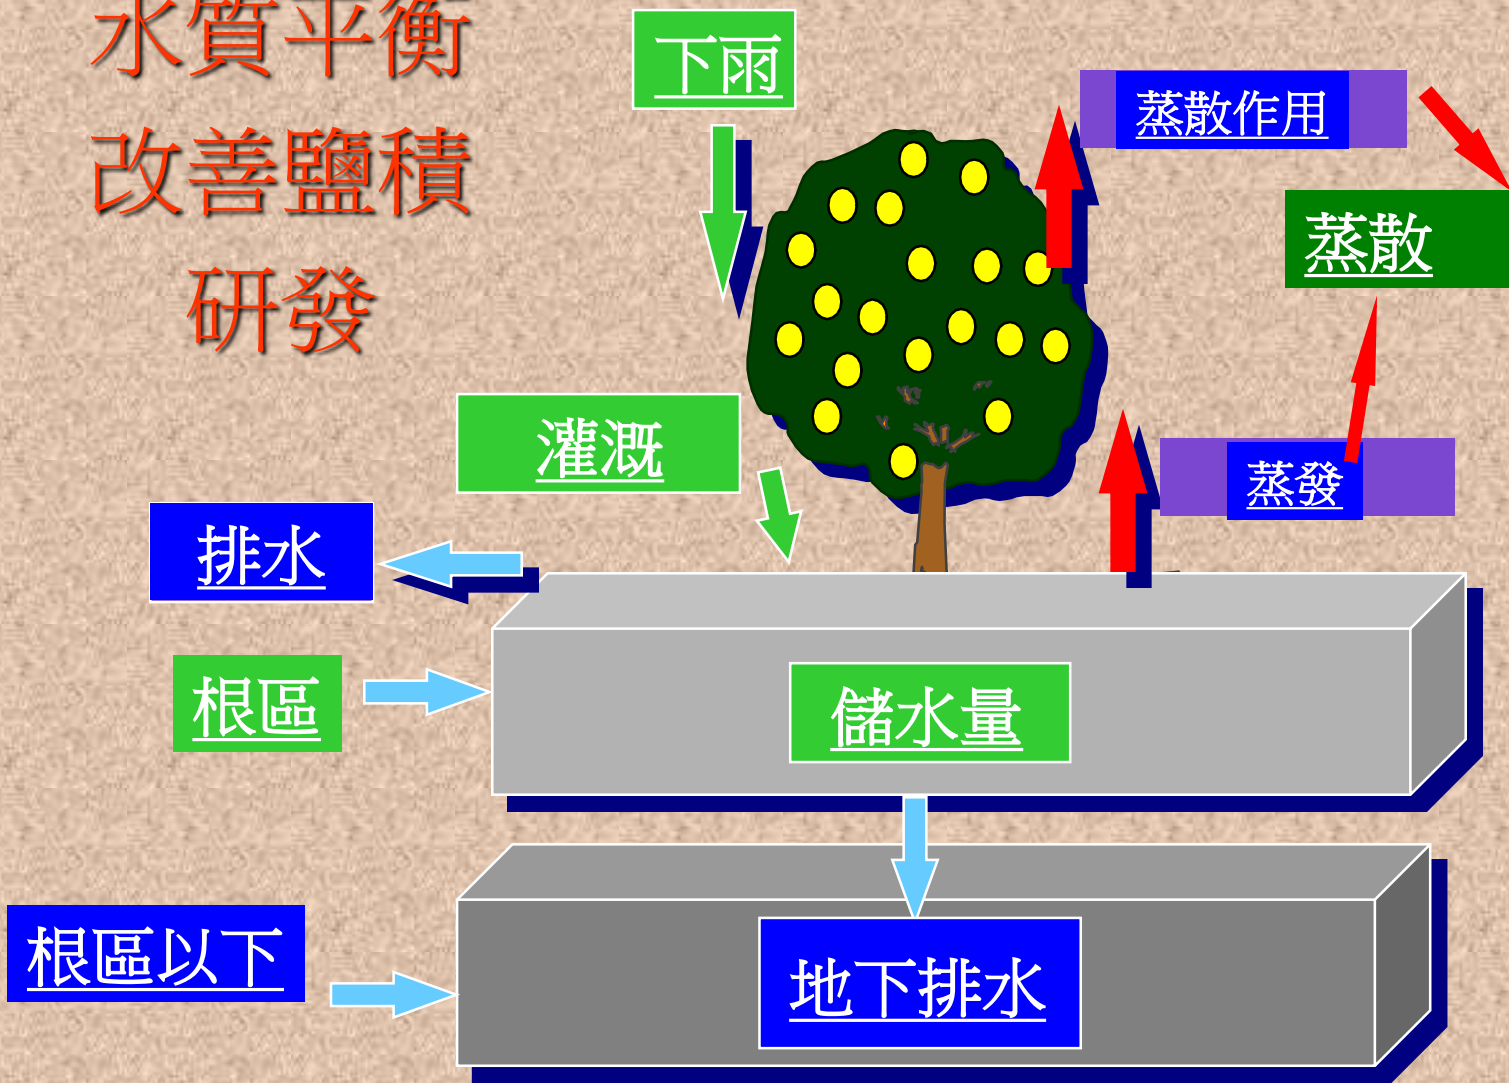 水質平衡
改善鹽積
研發
下雨
蒸散作用
蒸散
灌溉
蒸發
排水
根區
儲水量
根區以下
地下排水